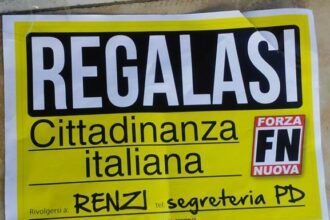 REGALASI
Cittadinanza
italiana
FORZA
FN
NUOVA
Rivolgersi a: RENZI tel: segreteria PD